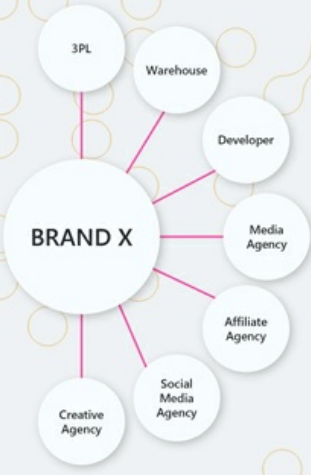 3PL
Warehouse
Developer
BRAND X
Media
Agency
Affiliate
Agency
Social
Media
Agency
Creative
Agency